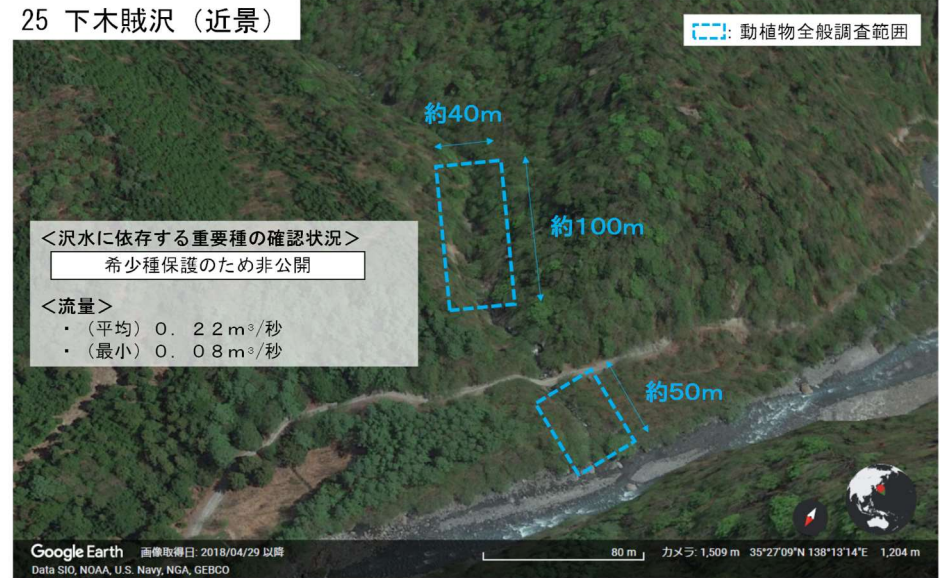 25 下木賊沢（近景）
: 動植物全般調査範囲
約40m
約100m
＜沢水に依存する重要種の確認状況＞
希少種保護のため非公開
＜流量＞
・（平均）０．２２m³/秒
・（最小）０．０８m³/秒
約50m
Google Earth 画像取得日: 2018/04/29 以降
80 m カメラ: 1,509 m 35°27'09"N 138°13'14"E 1,204 m
Data SIO, NOAA, U.S. Navy, NGA, GEBCO